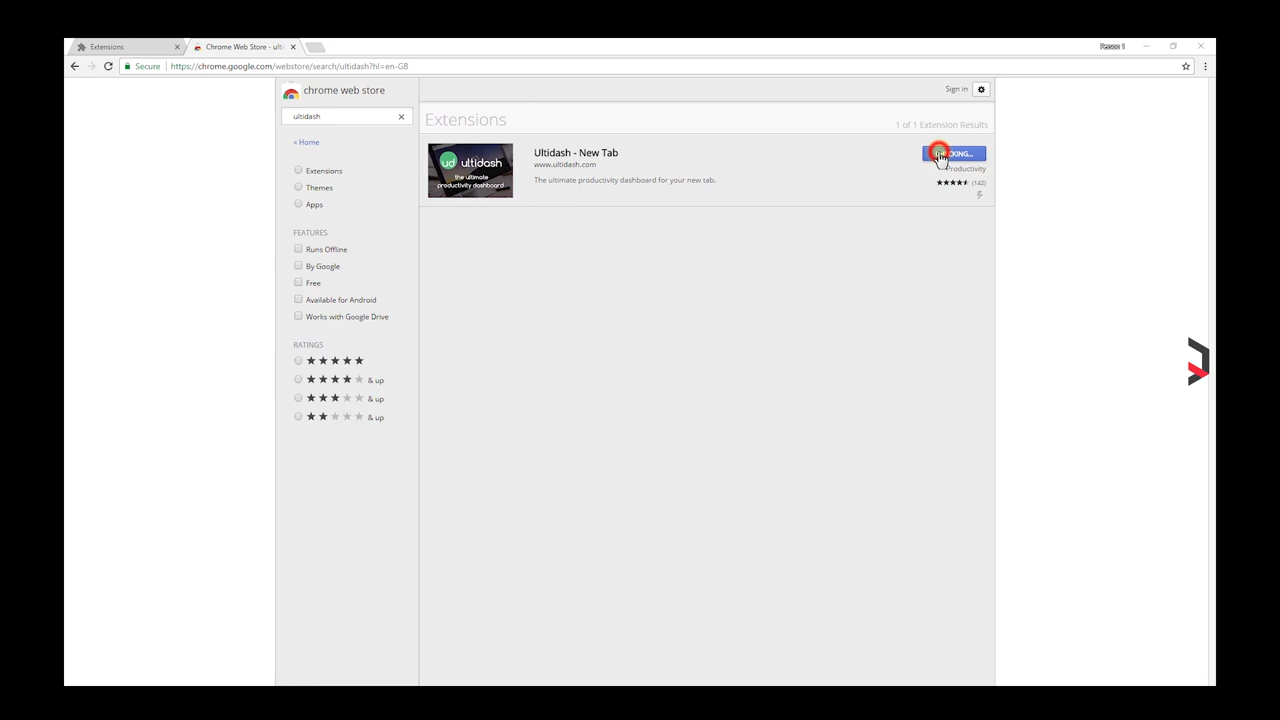 Extensions
Chrome Web Store - ulti
Secure
https://chrome.google.com/webstore/search/ultidash?hl=en-GB
chrome web store
Sign in
ultidash
Extensions
1 of 1 Extension Results
« Home
ud ultidash
the ultimate
productivity dashboard
Ultidash - New Tab
www.ultidash.com
The ultimate productivity dashboard for your new tab.
KING...
Productivity
(142)
Extensions
Themes
Apps
FEATURES
Runs Offline
By Google
Free
Available for Android
Works with Google Drive
RATINGS
& up
& up
& up